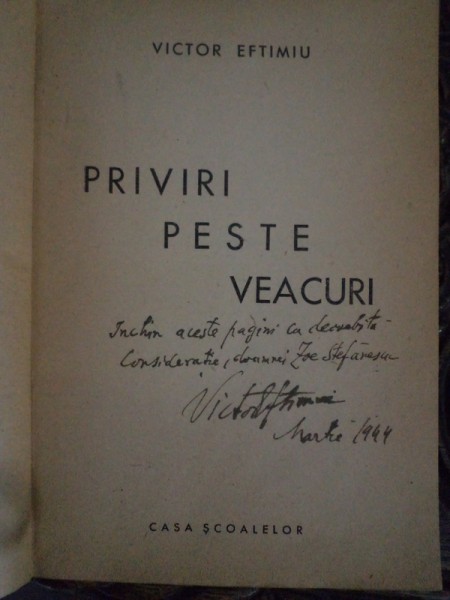 VICTOR EFTIMIU
PRIVIRI
PESTE
VEACURI
Inchin aceste pagini cu deosebită
Consideratie, doamnei Zoe Ștefănescu
Victor Eftimiu
Martie 1944
CASA ȘCOALELOR